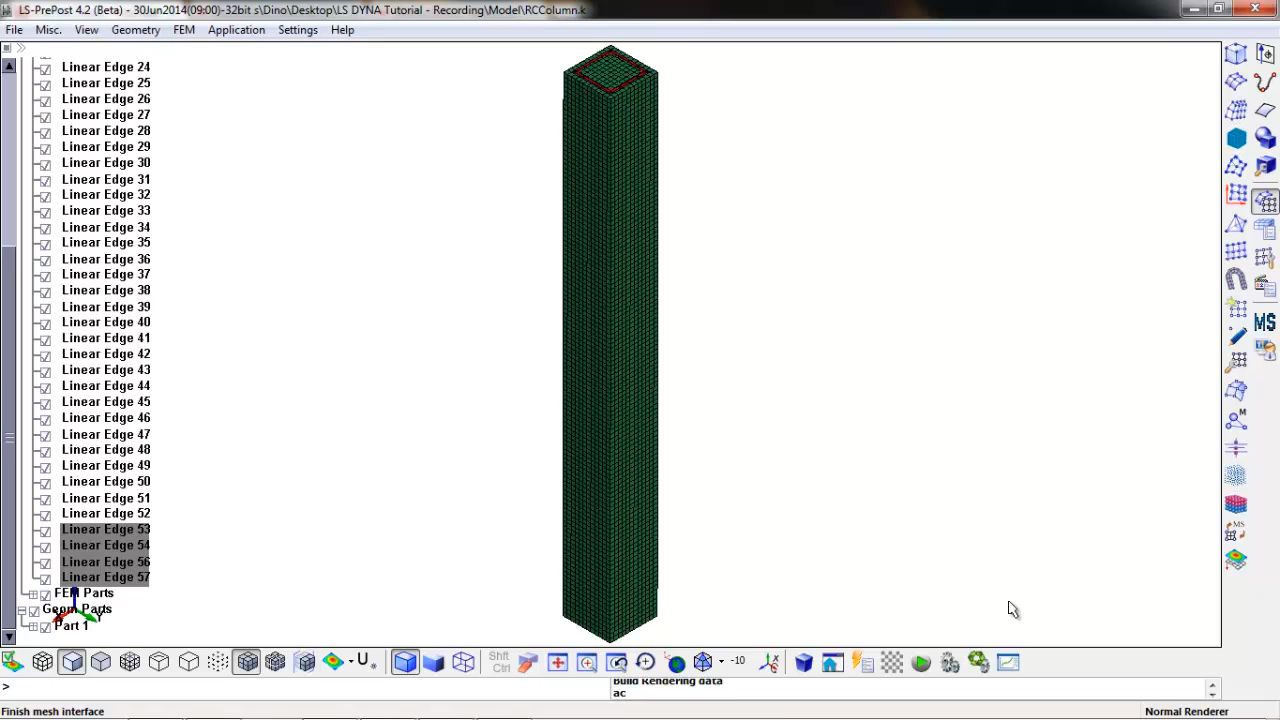 LS-PrePost 4.2 (Beta) - 30Jun2014(09:00)-32bit s\Dino\Desktop\LS DYNA Tutorial - Recording\Model\RCColumn.k
File Misc. View Geometry FEM Application Settings Help
Linear Edge 24
Linear Edge 25
Linear Edge 26
Linear Edge 27
Linear Edge 28
Linear Edge 29
Linear Edge 30
Linear Edge 31
Linear Edge 32
Linear Edge 33
Linear Edge 34
Linear Edge 35
Linear Edge 36
Linear Edge 37
Linear Edge 38
Linear Edge 39
Linear Edge 40
Linear Edge 41
Linear Edge 42
Linear Edge 43
Linear Edge 44
Linear Edge 45
Linear Edge 46
Linear Edge 47
Linear Edge 48
Linear Edge 49
Linear Edge 50
Linear Edge 51
Linear Edge 52
Linear Edge 53
Linear Edge 54
Linear Edge 56
Linear Edge 57
FEM Parts
Geom Parts
X Y
Part 1
MS
M
MS
U.
Shift
Ctrl
-10
>
Build Rendering data
ac
Finish mesh interface
Normal Renderer